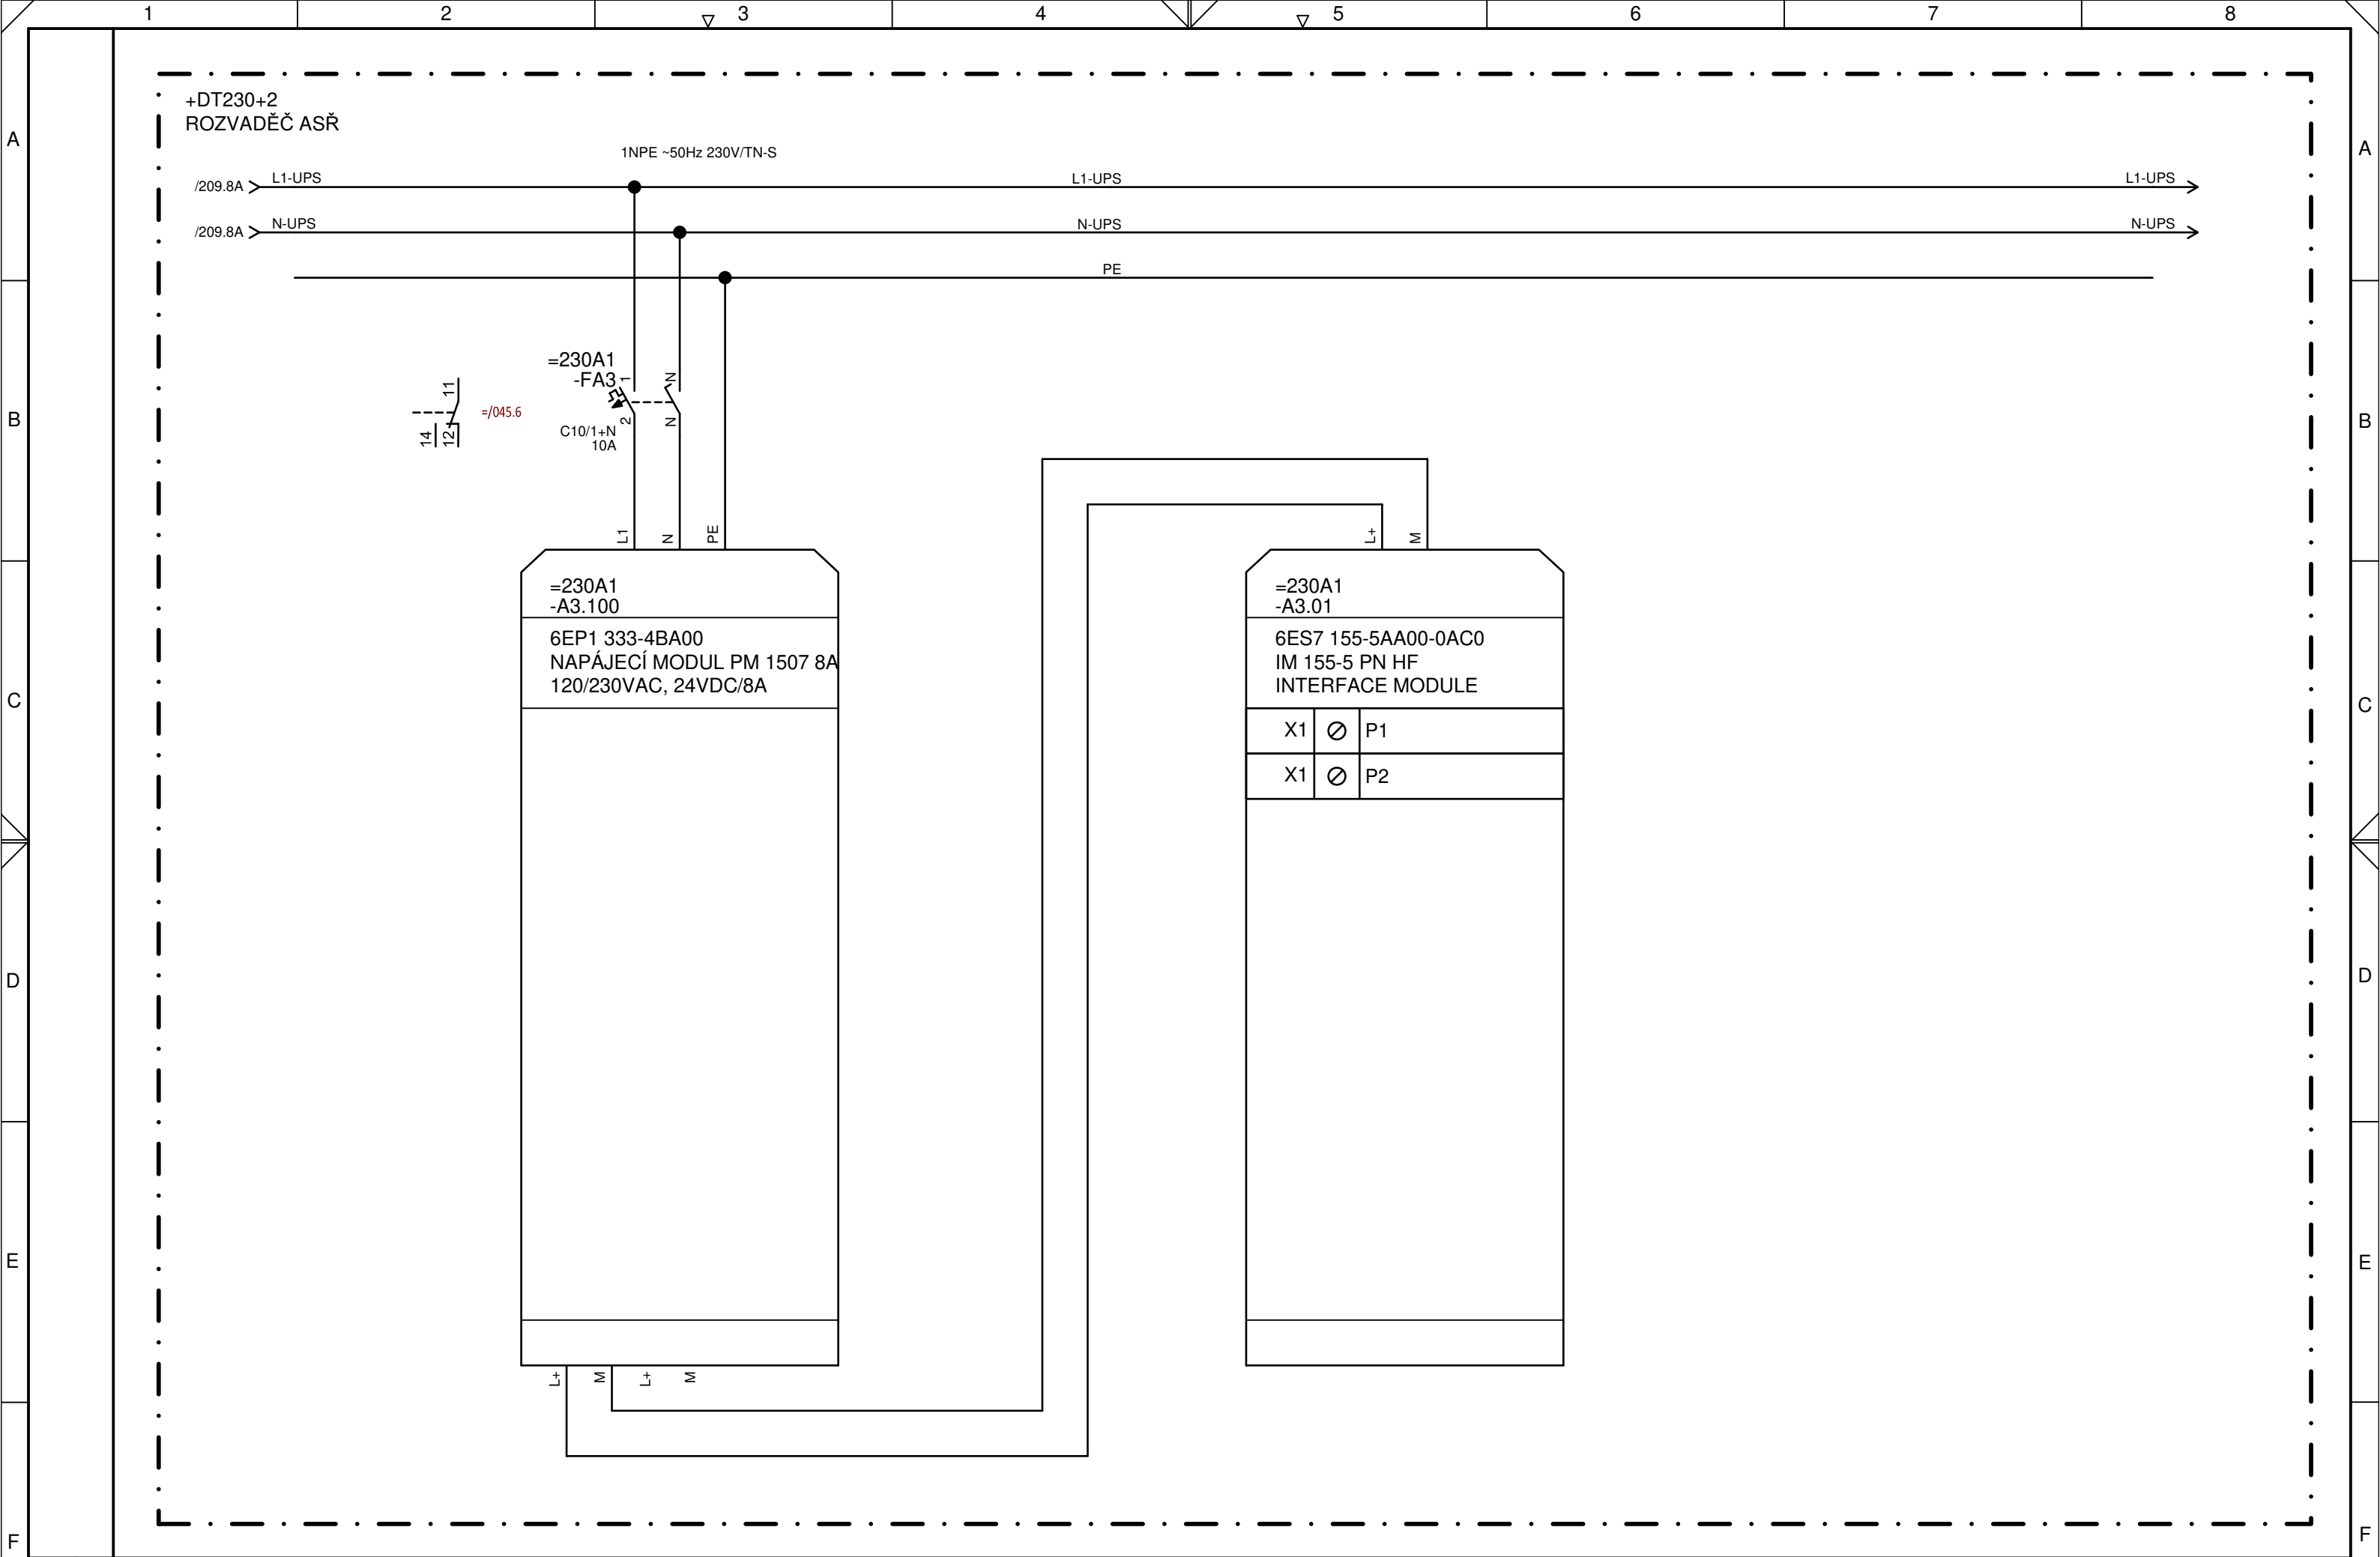 1 2 3 4 5 6 7 8
+DT230+2
ROZVADĚČ ASŘ
A A
1NPE ~50Hz 230V/TN-S
/209.8A L1-UPS L1-UPS L1-UPS
/209.8A N-UPS N-UPS N-UPS
PE
=230A1
-FA3
1 N
11
=/045.6
B B
2 N
14 12
C10/1+N
10A
L1 N PE
L+ M
=230A1
-A3.100
6EP1 333-4BA00
NAPÁJECÍ MODUL PM 1507 8A
120/230VAC, 24VDC/8A
=230A1
-A3.01
6ES7 155-5AA00-0AC0
IM 155-5 PN HF
INTERFACE MODULE
C C
X1 P1
X1 P2
D D
E E
L+ M L+ M
F F